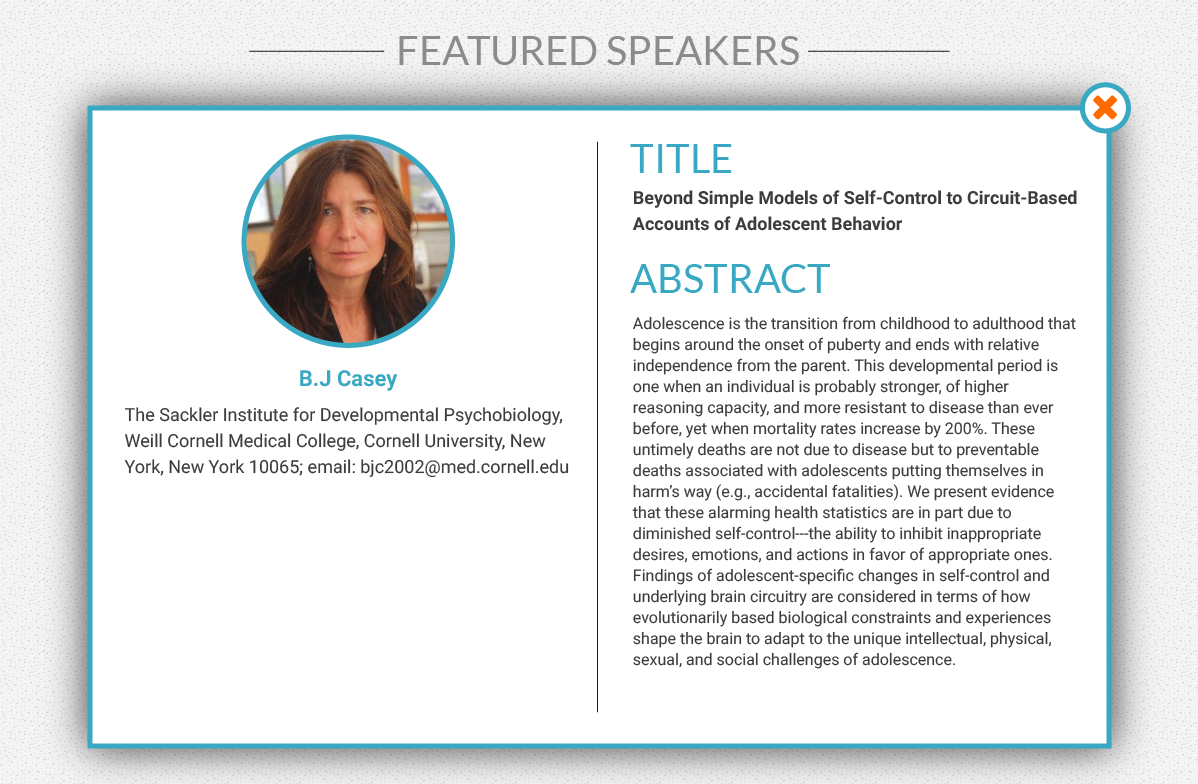 FEATURED SPEAKERS
B.J Casey
The Sackler Institute for Developmental Psychobiology,
Weill Cornell Medical College, Cornell University, New
York, New York 10065; email: bjc2002@med.cornell.edu
TITLE
Beyond Simple Models of Self-Control to Circuit-Based
Accounts of Adolescent Behavior
ABSTRACT
Adolescence is the transition from childhood to adulthood that
begins around the onset of puberty and ends with relative
independence from the parent. This developmental period is
one when an individual is probably stronger, of higher
reasoning capacity, and more resistant to disease than ever
before, yet when mortality rates increase by 200%. These
untimely deaths are not due to disease but to preventable
deaths associated with adolescents putting themselves in
harm's way (e.g., accidental fatalities). We present evidence
that these alarming health statistics are in part due to
diminished self-control---the ability to inhibit inappropriate
desires, emotions, and actions in favor of appropriate ones.
Findings of adolescent-specific changes in self-control and
underlying brain circuitry are considered in terms of how
evolutionarily based biological constraints and experiences
shape the brain to adapt to the unique intellectual, physical,
sexual, and social challenges of adolescence.